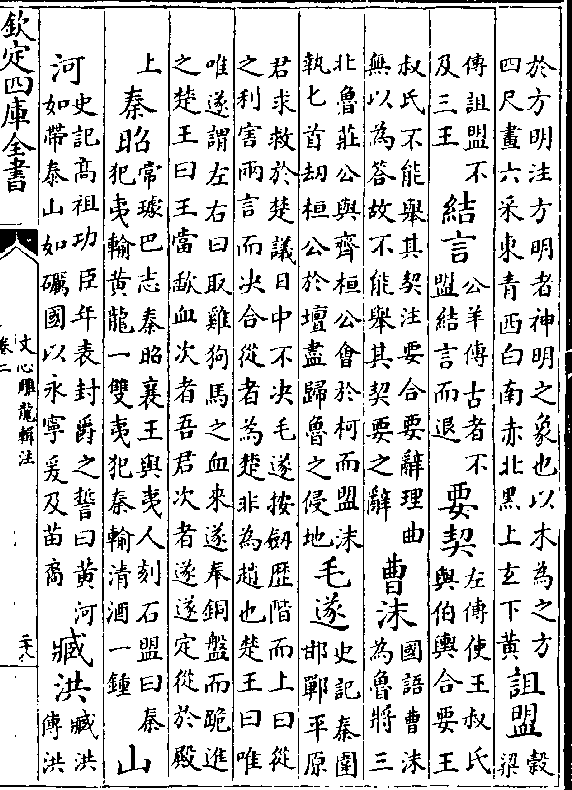 於方明注方明者神明之象也以木為之方四尺畫六采東青西白南赤北黑上玄下黃 詛盟 榖梁
傳詛盟不及三王 結言 公羊傳古者不盟結言而退 要契 左傳使王叔氏與伯輿合要王
叔氏不能舉其契注要合要辭理曲無以為答故不能舉其契要之辭 曹沬 國語曹沬為魯將三
北魯莊公與齊桓公會於柯而盟沬執匕首刼桓公於壇盡歸魯之侵地 毛遂 史記秦圍邯鄲平原
君求救於楚議日中不决毛遂按劒歴階而上曰從之利害兩言而决合從者為楚非為趙也楚王曰唯
唯遂謂左右曰取雞狗馬之血來遂奉銅盤而跪進之楚王曰王當歃血次者吾君次者遂遂定從於殿
上 秦昭 常璩巴志秦昭襄王與夷人刻石盟曰秦犯夷輸黃龍一雙夷犯秦輸清酒一鍾 山
河 史記髙祖功臣年表封爵之誓曰黃河如帶泰山如礪國以永寧爰及苗裔 臧洪 臧洪傳洪
欽定四庫全書
文心雕龍輯注
卷二
二十八